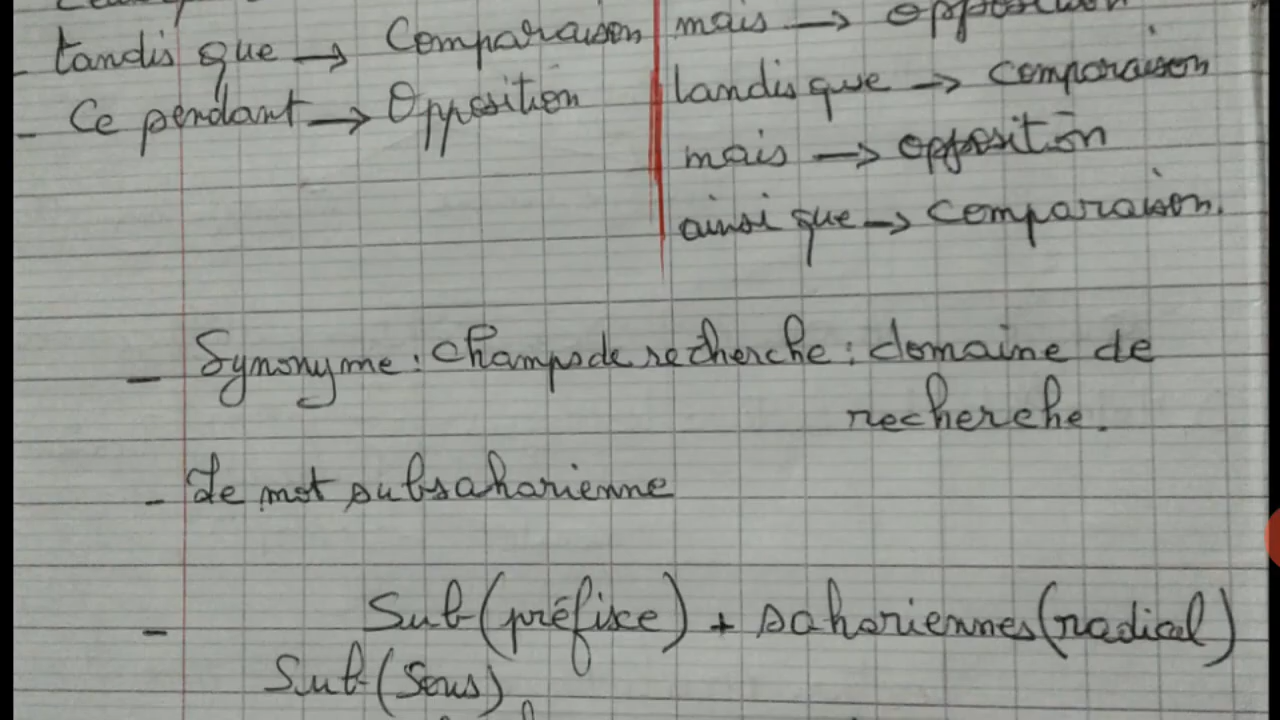 - tandis que → Comparaison
- Ce pendant → Opposition
mais → opposition
tandis que → comparaison
mais → opposition
ainsi que → comparaison.
- Synonyme : champs de recherche : domaine de
recherche.
- Le mot subsaharienne
- Sub (préfixe) + sahariennes (radical)
Sub (sous)